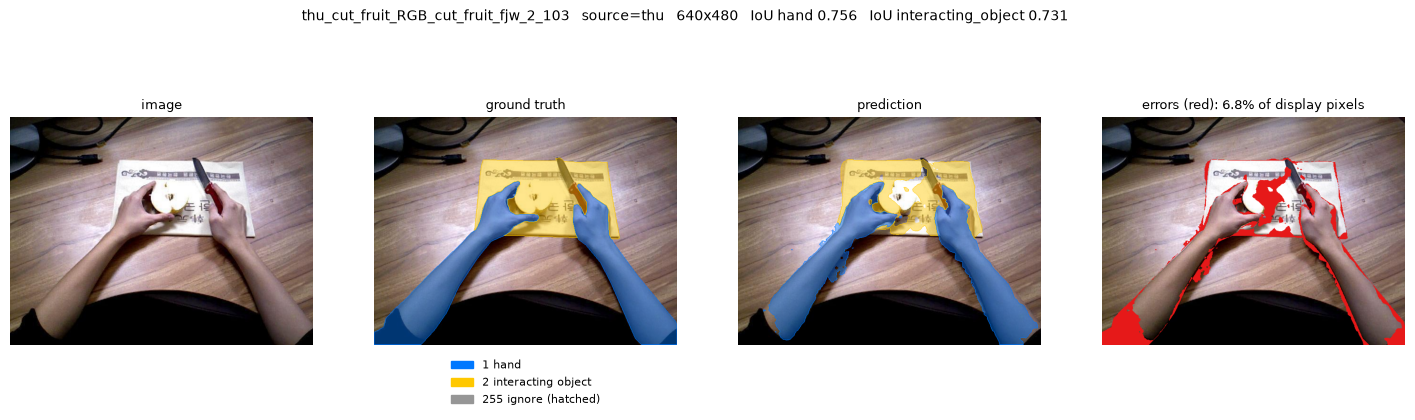 thu_cut_fruit_RGB_cut_fruit_fjw_2_103 source=thu 640x480 IoU hand 0.756 IoU interacting_object 0.731
image
ground truth
prediction
errors (red): 6.8% of display pixels
1 hand
2 interacting object
255 ignore (hatched)